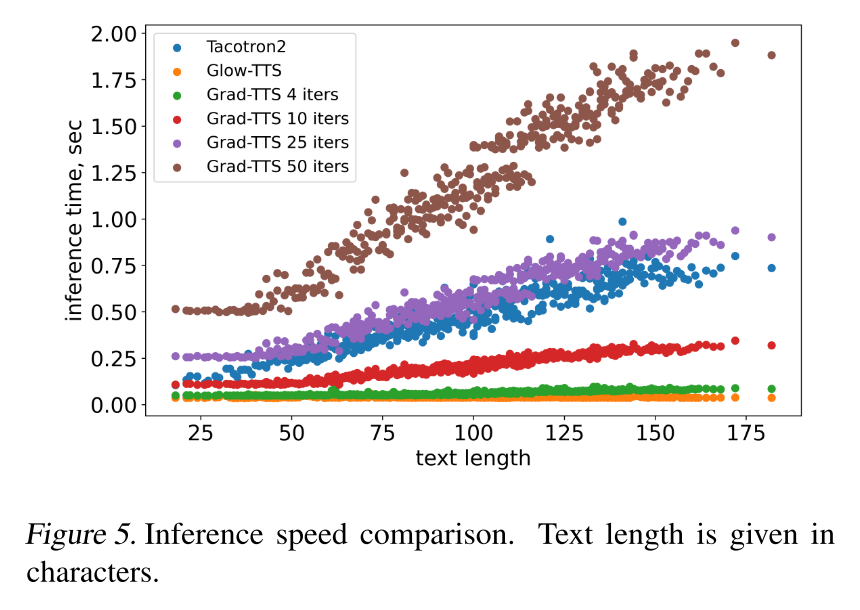 2.00
1.75
1.50
1.25
1.00
0.75
0.50
0.25
0.00
inference time, sec
Tacotron2
Glow-TTS
Grad-TTS 4 iters
Grad-TTS 10 iters
Grad-TTS 25 iters
Grad-TTS 50 iters
25 50 75 100 125 150 175
text length
Figure 5. Inference speed comparison. Text length is given in
characters.